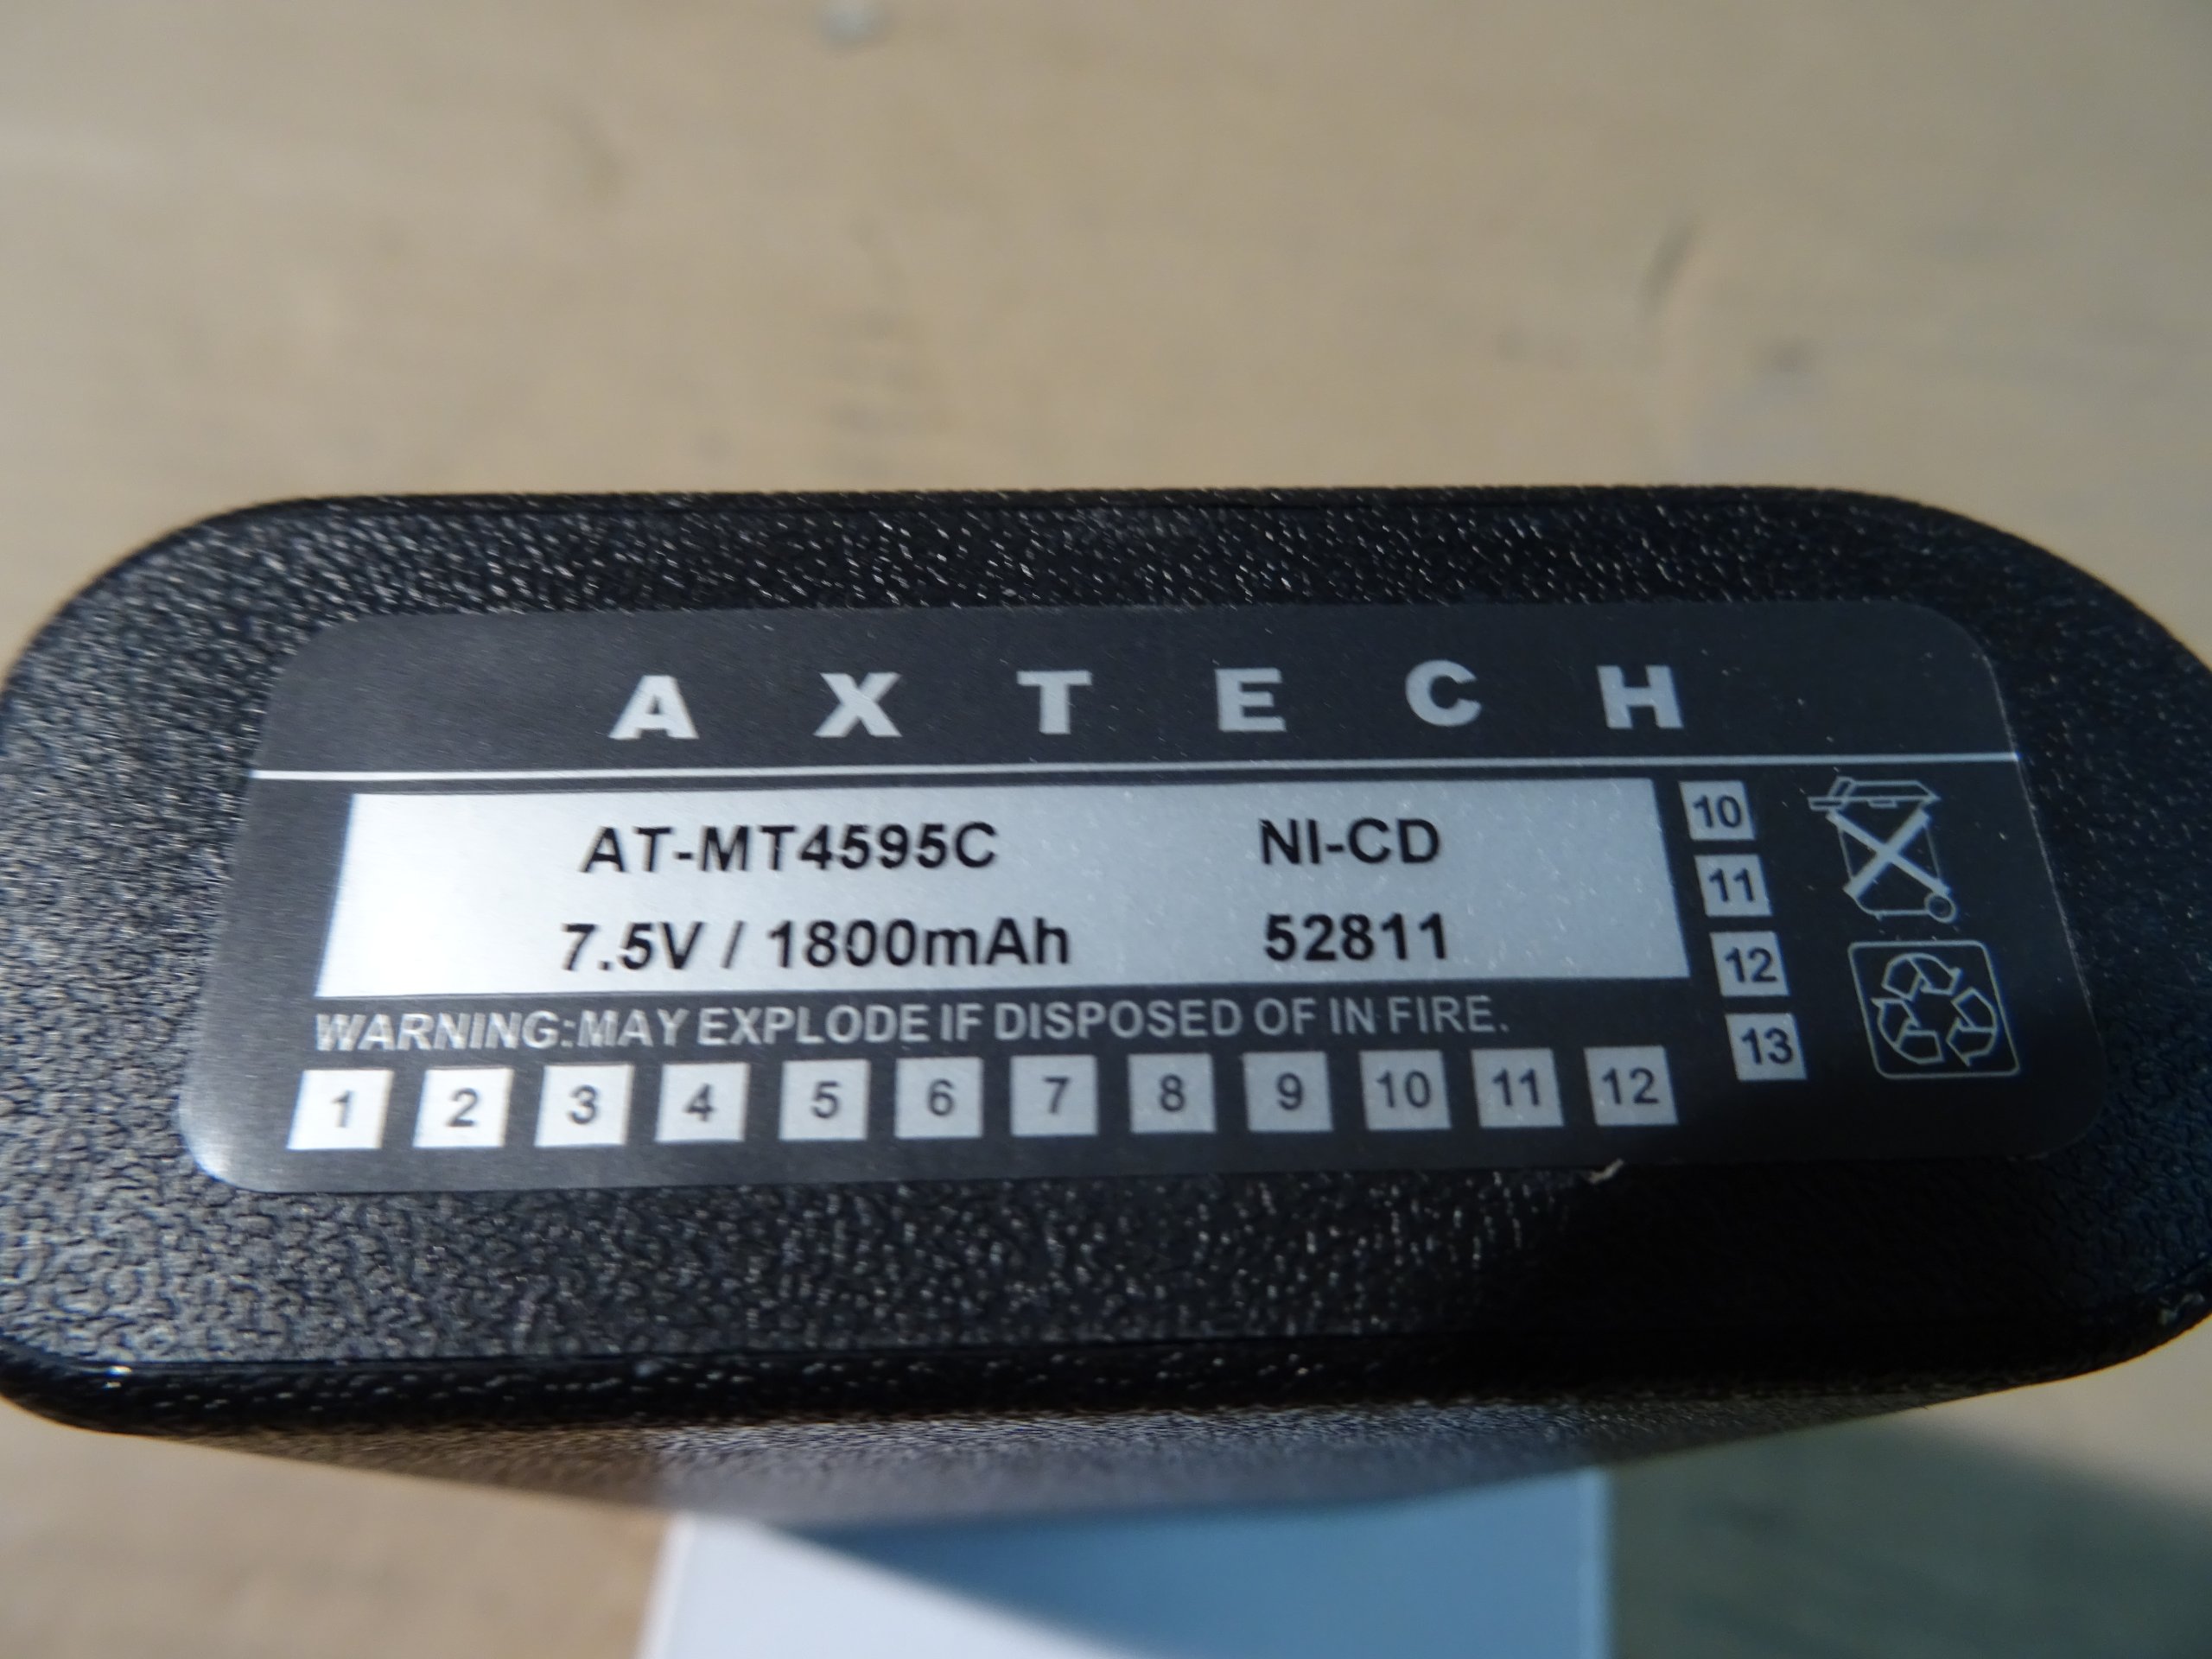 AXTECH
AT-MT4595C NI-CD
7.5V / 1800mAh 52811
WARNING:MAY EXPLODE IF DISPOSED OF IN FIRE.
1 2 3 4 5 6 7 8 9 10 11 12
10
11
12
13